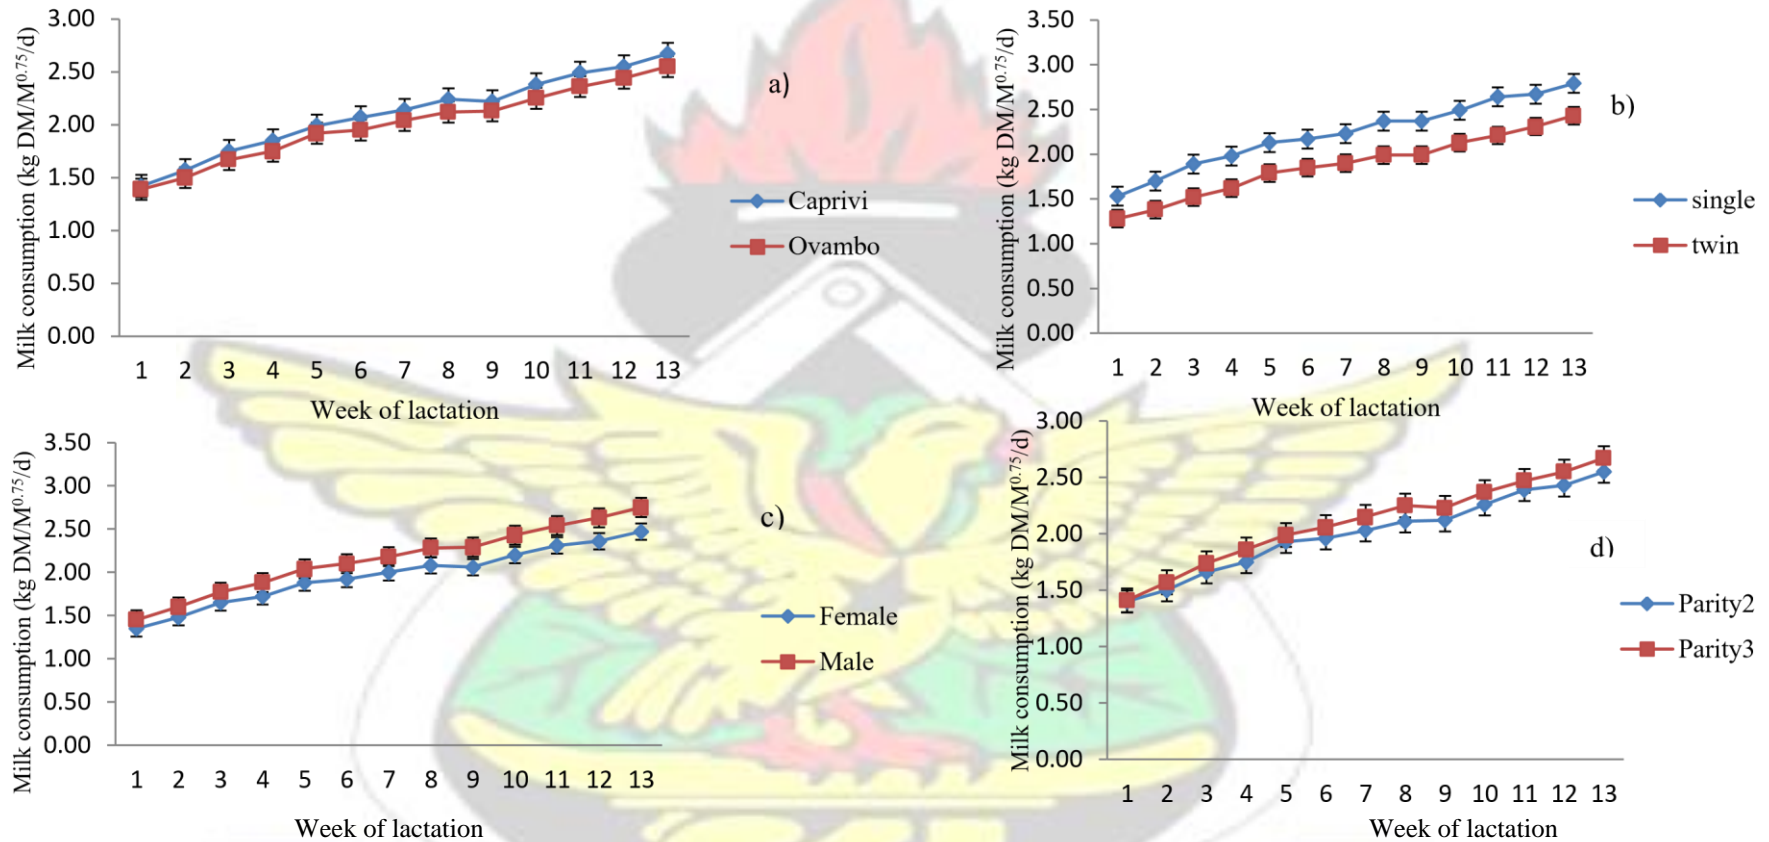 Milk consumption (kg DM/M0.75/d)
3.00
2.50
2.00
1.50
1.00
0.50
0.00
1 2 3 4 5 6 7 8 9 10 11 12 13
Week of lactation
a)
Caprivi
Ovambo
Milk consumption (kg DM/M0.75/d)
3.50
3.00
2.50
2.00
1.50
1.00
0.50
0.00
1 2 3 4 5 6 7 8 9 10 11 12 13
Week of lactation
b)
single
twin
Milk consumption (kg DM/M0.75/d)
3.50
3.00
2.50
2.00
1.50
1.00
0.50
0.00
1 2 3 4 5 6 7 8 9 10 11 12 13
Week of lactation
c)
Female
Male
Milk consumption (kg DM/M0.75/d)
3.00
2.50
2.00
1.50
1.00
0.50
0.00
1 2 3 4 5 6 7 8 9 10 11 12 13
Week of lactation
d)
Parity2
Parity3